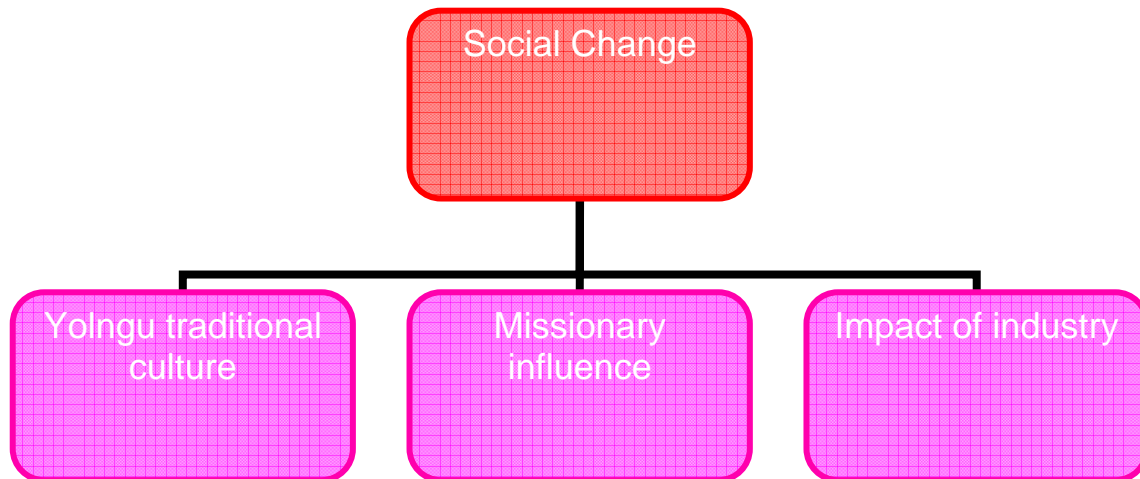 Social Change
Yolngu traditional
culture
Missionary
influence
Impact of industry